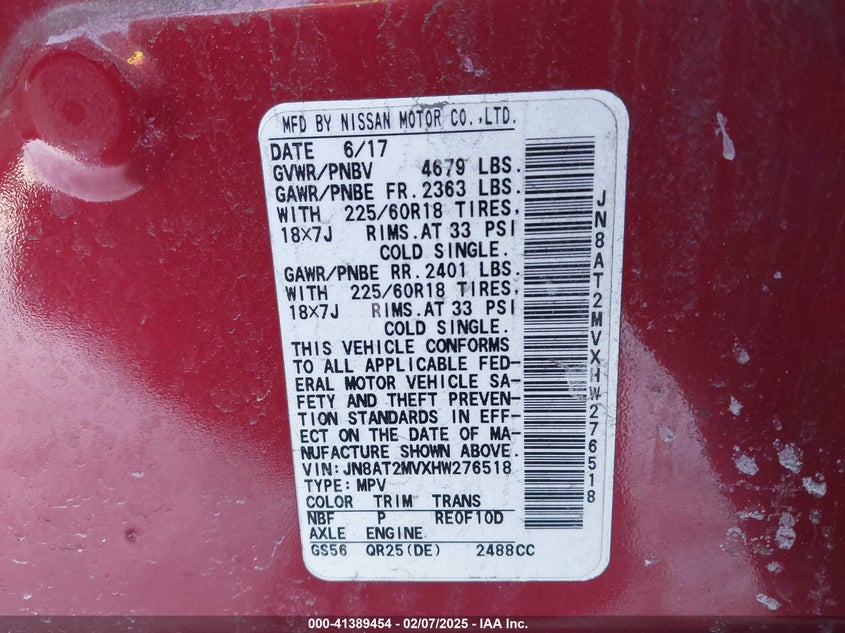 MFD BY NISSAN MOTOR CO.,LTD.
DATE 6/17
GVWR/PNBV 4679 LBS.
GAWR/PNBE FR.2363 LBS.
WITH 225/60R18 TIRES,
18×7J RIMS.AT 33 PSI
COLD SINGLE.
GAWR/PNBE RR.2401 LBS.
WITH 225/60R18 TIRES,
18×7J RIMS.AT 33 PSI
COLD SINGLE.
THIS VEHICLE CONFORMS
TO ALL APPLICABLE FED-
ERAL MOTOR VEHICLE SA-
FETY AND THEFT PREVEN-
TION STANDARDS IN EFF-
ECT ON THE DATE OF MA-
NUFACTURE SHOWN ABOVE.
VIN:JN8AT2MVXHW276518
TYPE:MPV
COLOR TRIM TRANS
NBF P RE0F10D
AXLE ENGINE
GS56 QR25(DE) 2488CC
JN8AT2MVXHW276518
000-41389454 - 02/07/2025 - IAA Inc.